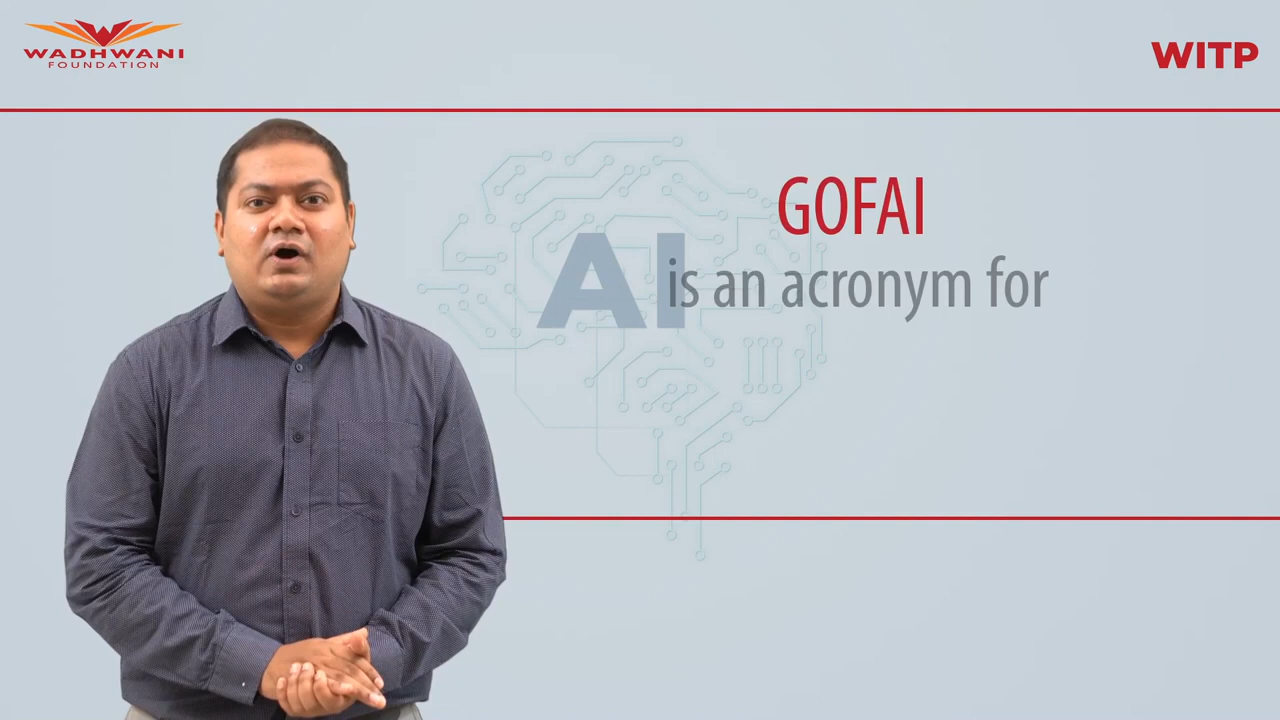 WADHWANI
FOUNDATION
WITP
GOFAI
AI
is an acronym for